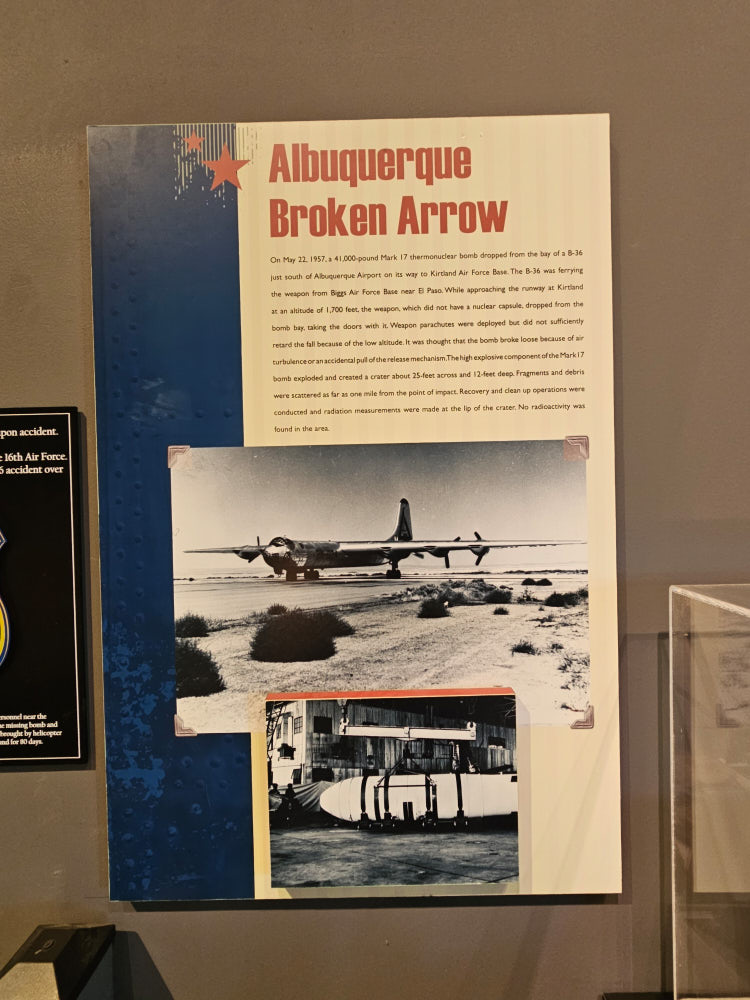 Albuquerque
Broken Arrow
On May 22, 1957, a 41,000-pound Mark 17 thermonuclear bomb dropped from the bay of a B-36
just south of Albuquerque Airport on its way to Kirtland Air Force Base. The B-36 was ferrying
the weapon from Biggs Air Force Base near El Paso. While approaching the runway at Kirtland
at an altitude of 1,700 feet, the weapon, which did not have a nuclear capsule, dropped from the
bomb bay, taking the doors with it. Weapon parachutes were deployed but did not sufficiently
retard the fall because of the low altitude. It was thought that the bomb broke loose because of air
turbulence or an accidental pull of the release mechanism. The high explosive component of the Mark 17
bomb exploded and created a crater about 25-feet across and 12-feet deep. Fragments and debris
were scattered as far as one mile from the point of impact. Recovery and clean up operations were
conducted and radiation measurements were made at the lip of the crater. No radioactivity was
found in the area.
pon accident.
e 16th Air Force.
6 accident over
ersonnel near the
e missing bomb and
brought by helicopter
nd for 80 days.